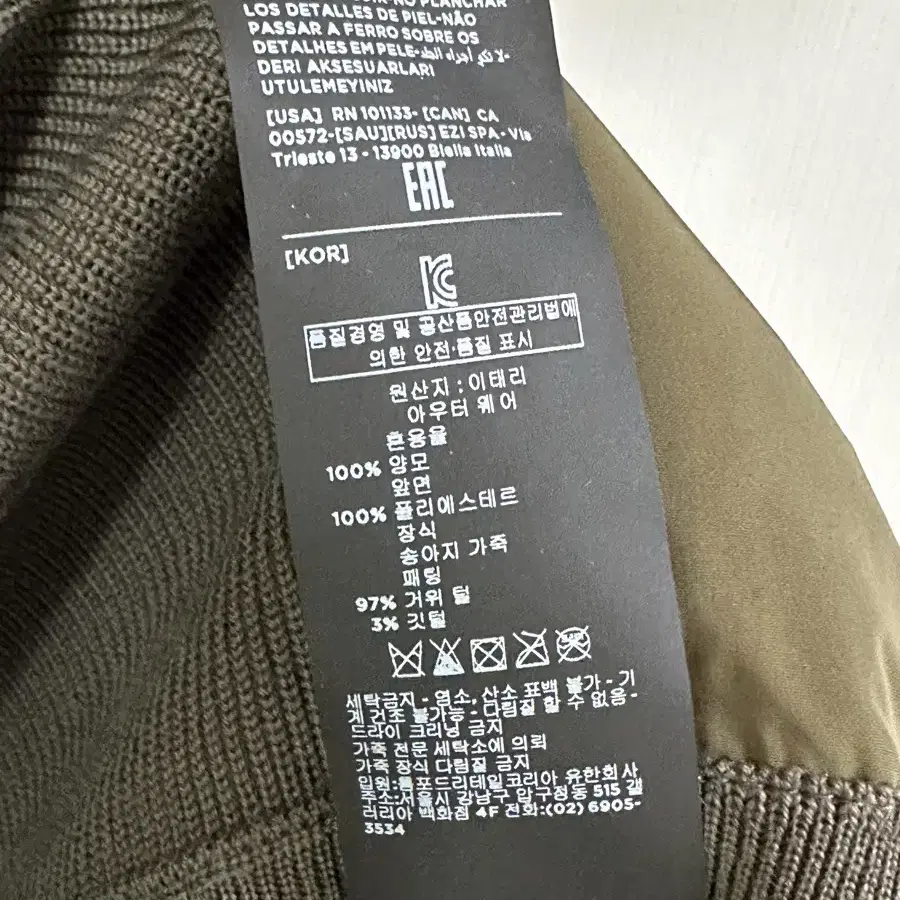 NO PLANCHAR
LOS DETALLES DE PIEL-NÃO
PASSAR A FERRO SOBRE OS
DETALHES EM PELE-
DERI AKSESUARLARI
UTULEMEYINIZ
[USA] RN 101133- [CAN] CA
00572-[SAU][RUS] EZI SPA - Via
Trieste 13 - 13900 Biella Italia
EAC
[KOR]
KC
품질경영 및 공산품안전관리법에
의한 안전·품질 표시
원산지 : 이태리
아우터 웨어
혼용율
100% 양모
앞면
100% 폴리에스테르
장식
송아지 가죽
패딩
97% 거위 털
3% 깃털
세탁금지 - 염소, 산소 표백 불가 - 기
계 건조 불가능 - 다림질 할 수 없음 -
드라이 크리닝 금지
가죽 전문 세탁소에 의뢰
가죽 장식 다림질 금지
입원:톰포드리테일코리아 유한회사
주소:서울시 강남구 압구정동 515 갤
러리아 백화점 4F 전화:(02) 6905-
3534